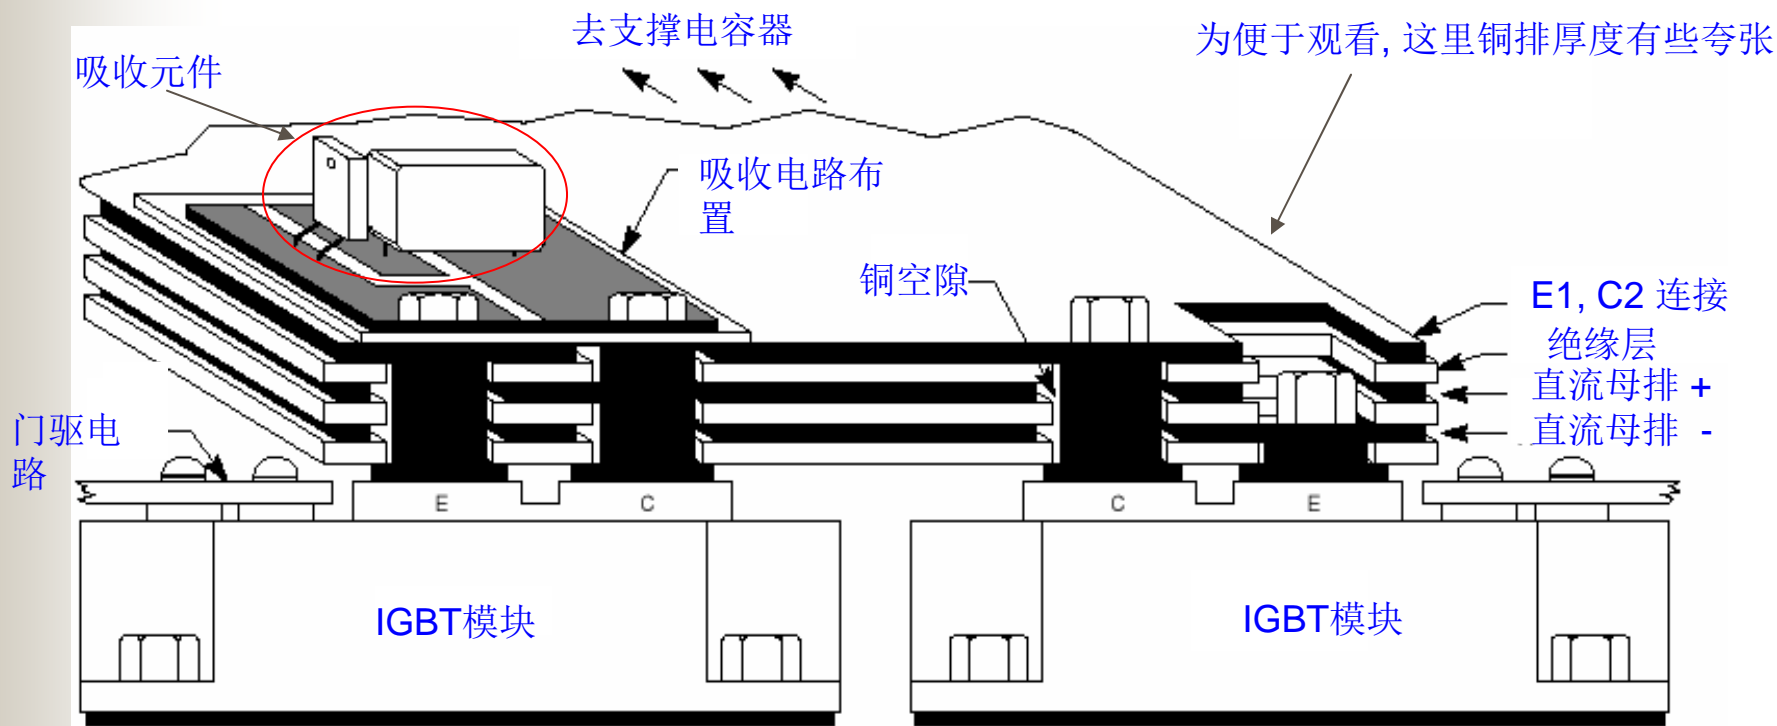 去支撑电容器
为便于观看, 这里铜排厚度有些夸张
吸收元件
吸收电路布
置
铜空隙
E1, C2 连接
绝缘层
直流母排 +
直流母排 -
门驱电
路
E
C
C
E
IGBT模块
IGBT模块